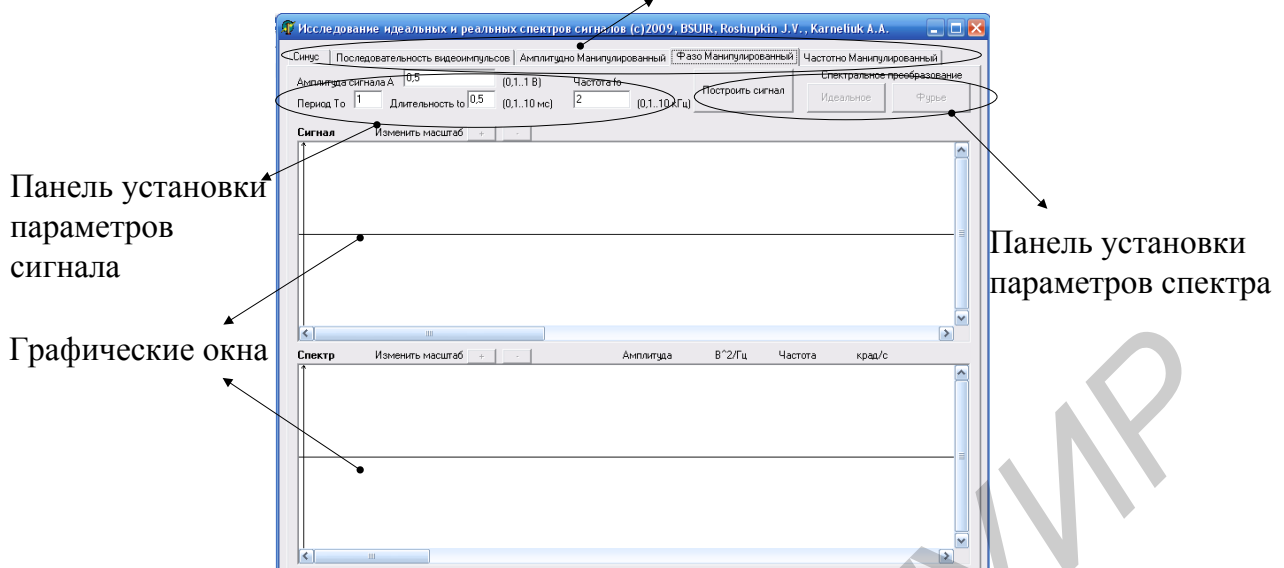 Исследование идеальных и реальных спектров сигналов (c)2009, BSUIR, Roshupkin J.V., Karneliuk A.A.
Синус Последовательность видеоимпульсов Амплитудно Манипулированный Фазо Манипулированный Частотно Манипулированный
Амплитуда сигнала A 0,5 (0,1..1 В) Частота fo Построить сигнал Спектральное преобразование
Период To 1 Длительность to 0,5 (0,1..10 мс) 2 (0,1..10 кГц) Идеальное Фурье
Сигнал Изменить масштаб + -
Панель установки
параметров
сигнала
Панель установки
параметров спектра
Графические окна
Спектр Изменить масштаб + - Амплитуда В^2/Гц Частота крад/с
УИР